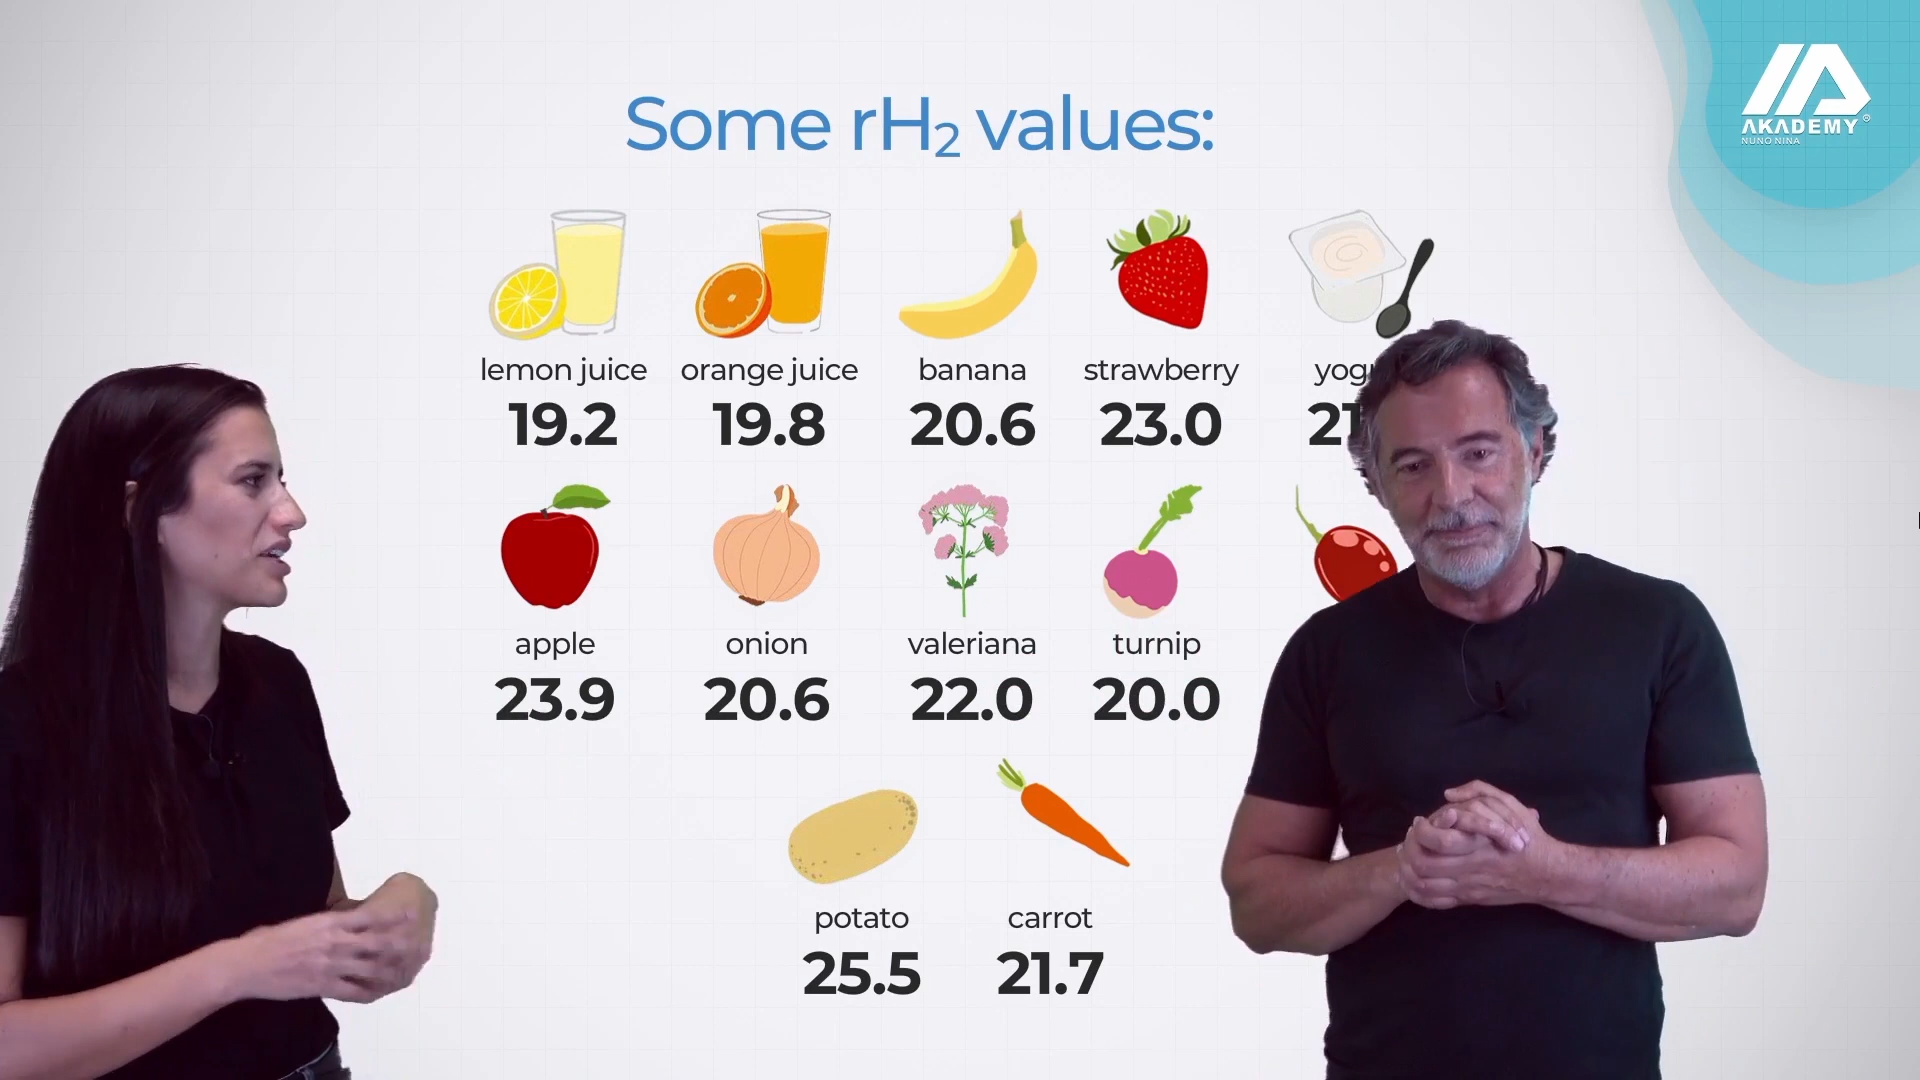 Some rH₂ values:
AKADEMY®
NUNO NINA
lemon juice orange juice banana strawberry
19.2 19.8 20.6 23.0
apple onion valeriana turnip
23.9 20.6 22.0 20.0
potato carrot
25.5 21.7